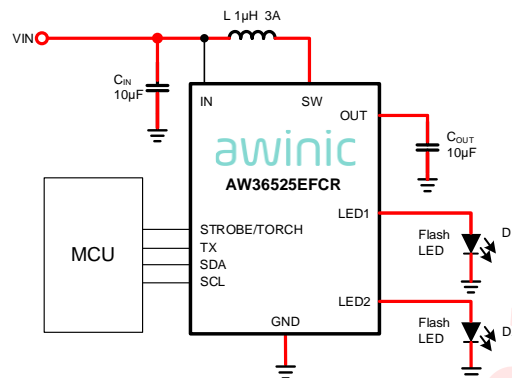 L 1µH 3A
VIN
CIN
10µF
IN
SW
OUT
COUT
10µF
awinic
AW36525EFCR
LED1
STROBE/TORCH
Flash
LED
D
MCU
TX
SDA
SCL
LED2
GND
Flash
LED
D